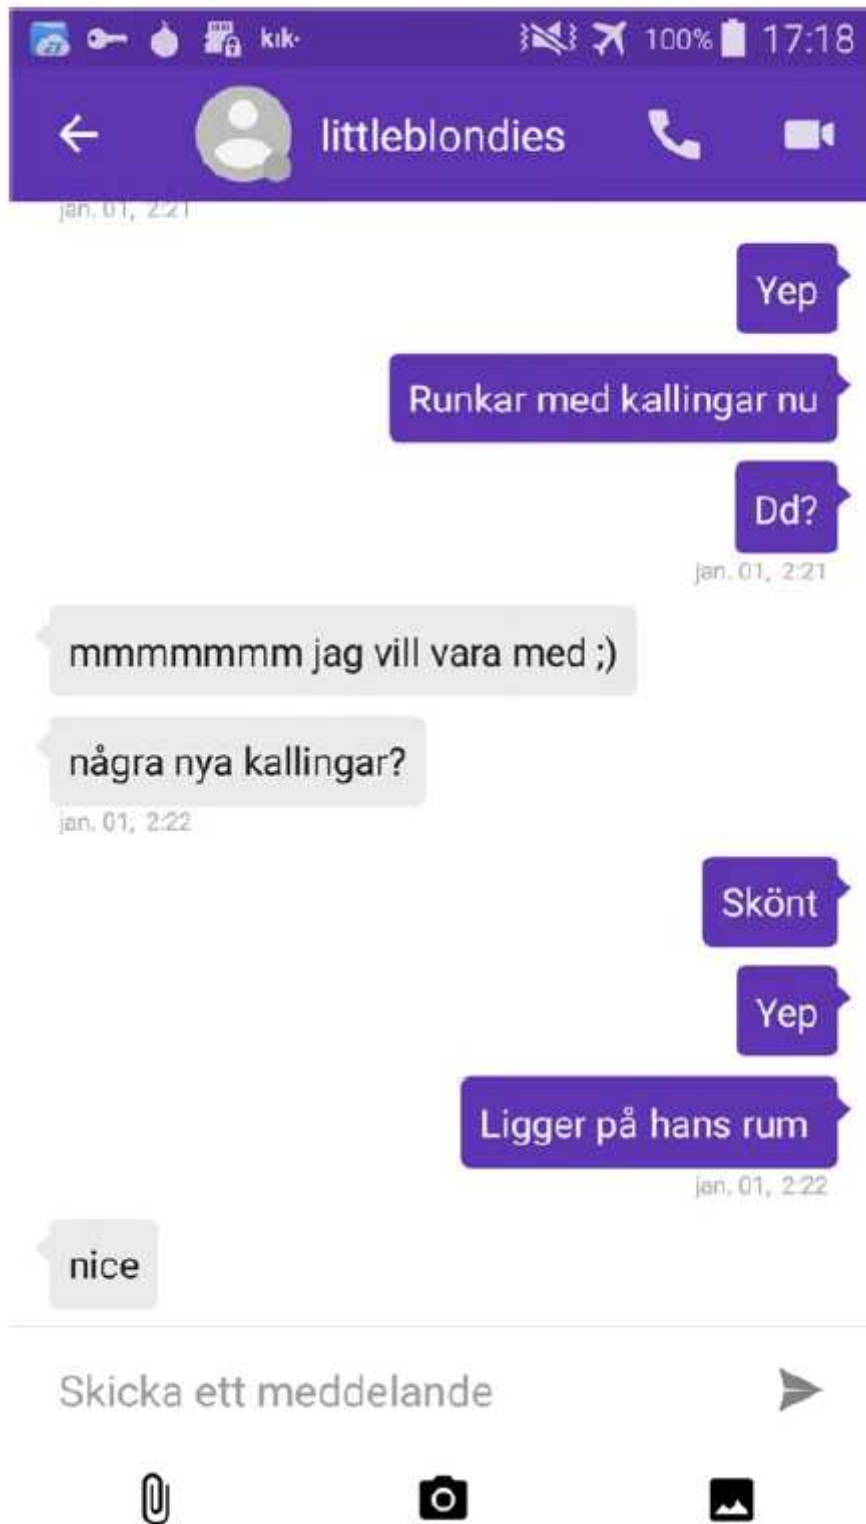 kik·
100% 17:18
littleblondies
jan. 01, 2:21
Yep
Runkar med kallingar nu
Dd?
jan. 01, 2:21
mmmmmmm jag vill vara med ;)
några nya kallingar?
jan. 01, 2:22
Skönt
Yep
Ligger på hans rum
jan. 01, 2:22
nice
Skicka ett meddelande